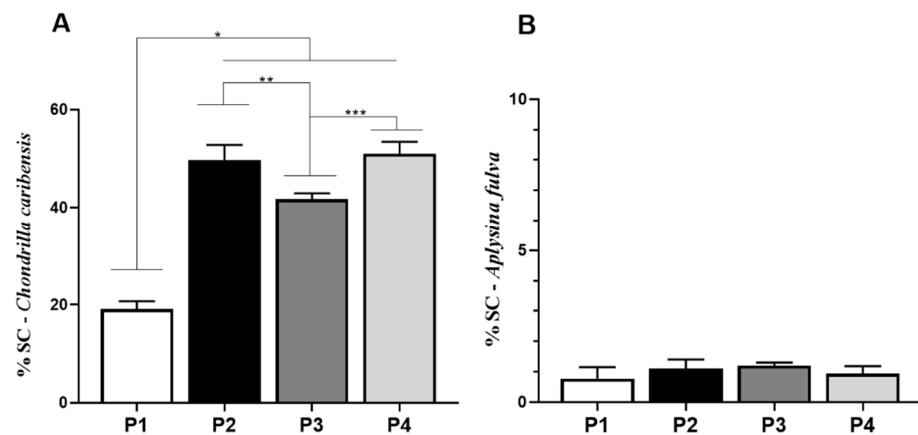 A
*
**
***
% SC - Chondrilla caribensis
60
40
20
0
P1 P2 P3 P4
B
% SC - Aplysina fulva
10
5
0
P1 P2 P3 P4